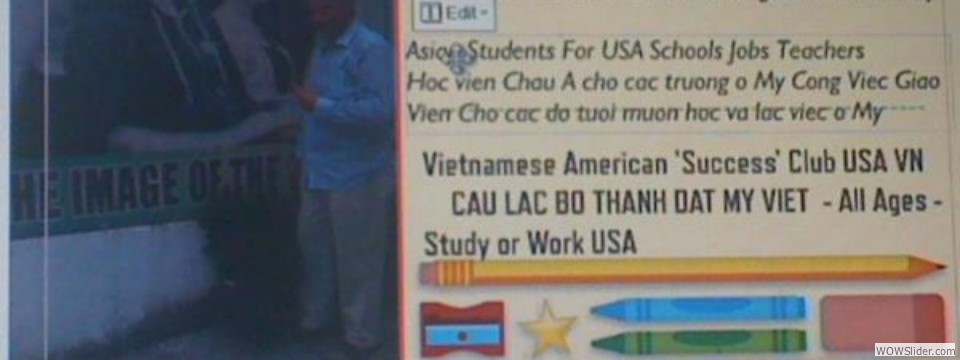 Edit
Asian Students For USA Schools Jobs Teachers
Hoc vien Chau A cho cac truong o My Cong Viec Giao
Vien Cho cac do tuoi muon hoc va lac viec o My
HE IMAGE OF THE
Vietnamese American 'Success' Club USA VN
CAU LAC BO THANH DAT MY VIET - All Ages -
Study or Work USA
WOWSlider.com